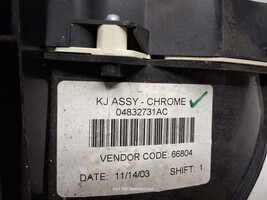 KJ ASSY - CHROME
04832731AC
VENDOR CODE: 66804
DATE: 11/14/03 SHIFT: 1